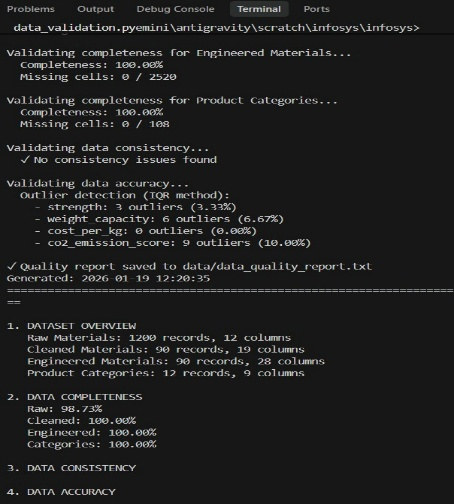 Problems Output Debug Console Terminal Ports
data_validation.pyemini\antigravity\scratch\infosys\infosys>
Validating completeness for Engineered Materials...
Completeness: 100.00%
Missing cells: 0 / 2520
Validating completeness for Product Categories...
Completeness: 100.00%
Missing cells: 0 / 108
Validating data consistency...
✓ No consistency issues found
Validating data accuracy...
Outlier detection (IQR method):
- strength: 3 outliers (3.33%)
- weight_capacity: 6 outliers (6.67%)
- cost_per_kg: 0 outliers (0.00%)
- co2_emission_score: 9 outliers (10.00%)
✓ Quality report saved to data/data_quality_report.txt
Generated: 2026-01-19 12:20:35
======================================================================
==
1. DATASET OVERVIEW
Raw Materials: 1200 records, 12 columns
Cleaned Materials: 90 records, 19 columns
Engineered Materials: 90 records, 28 columns
Product Categories: 12 records, 9 columns
2. DATA COMPLETENESS
Raw: 98.73%
Cleaned: 100.00%
Engineered: 100.00%
Categories: 100.00%
3. DATA CONSISTENCY
4. DATA ACCURACY